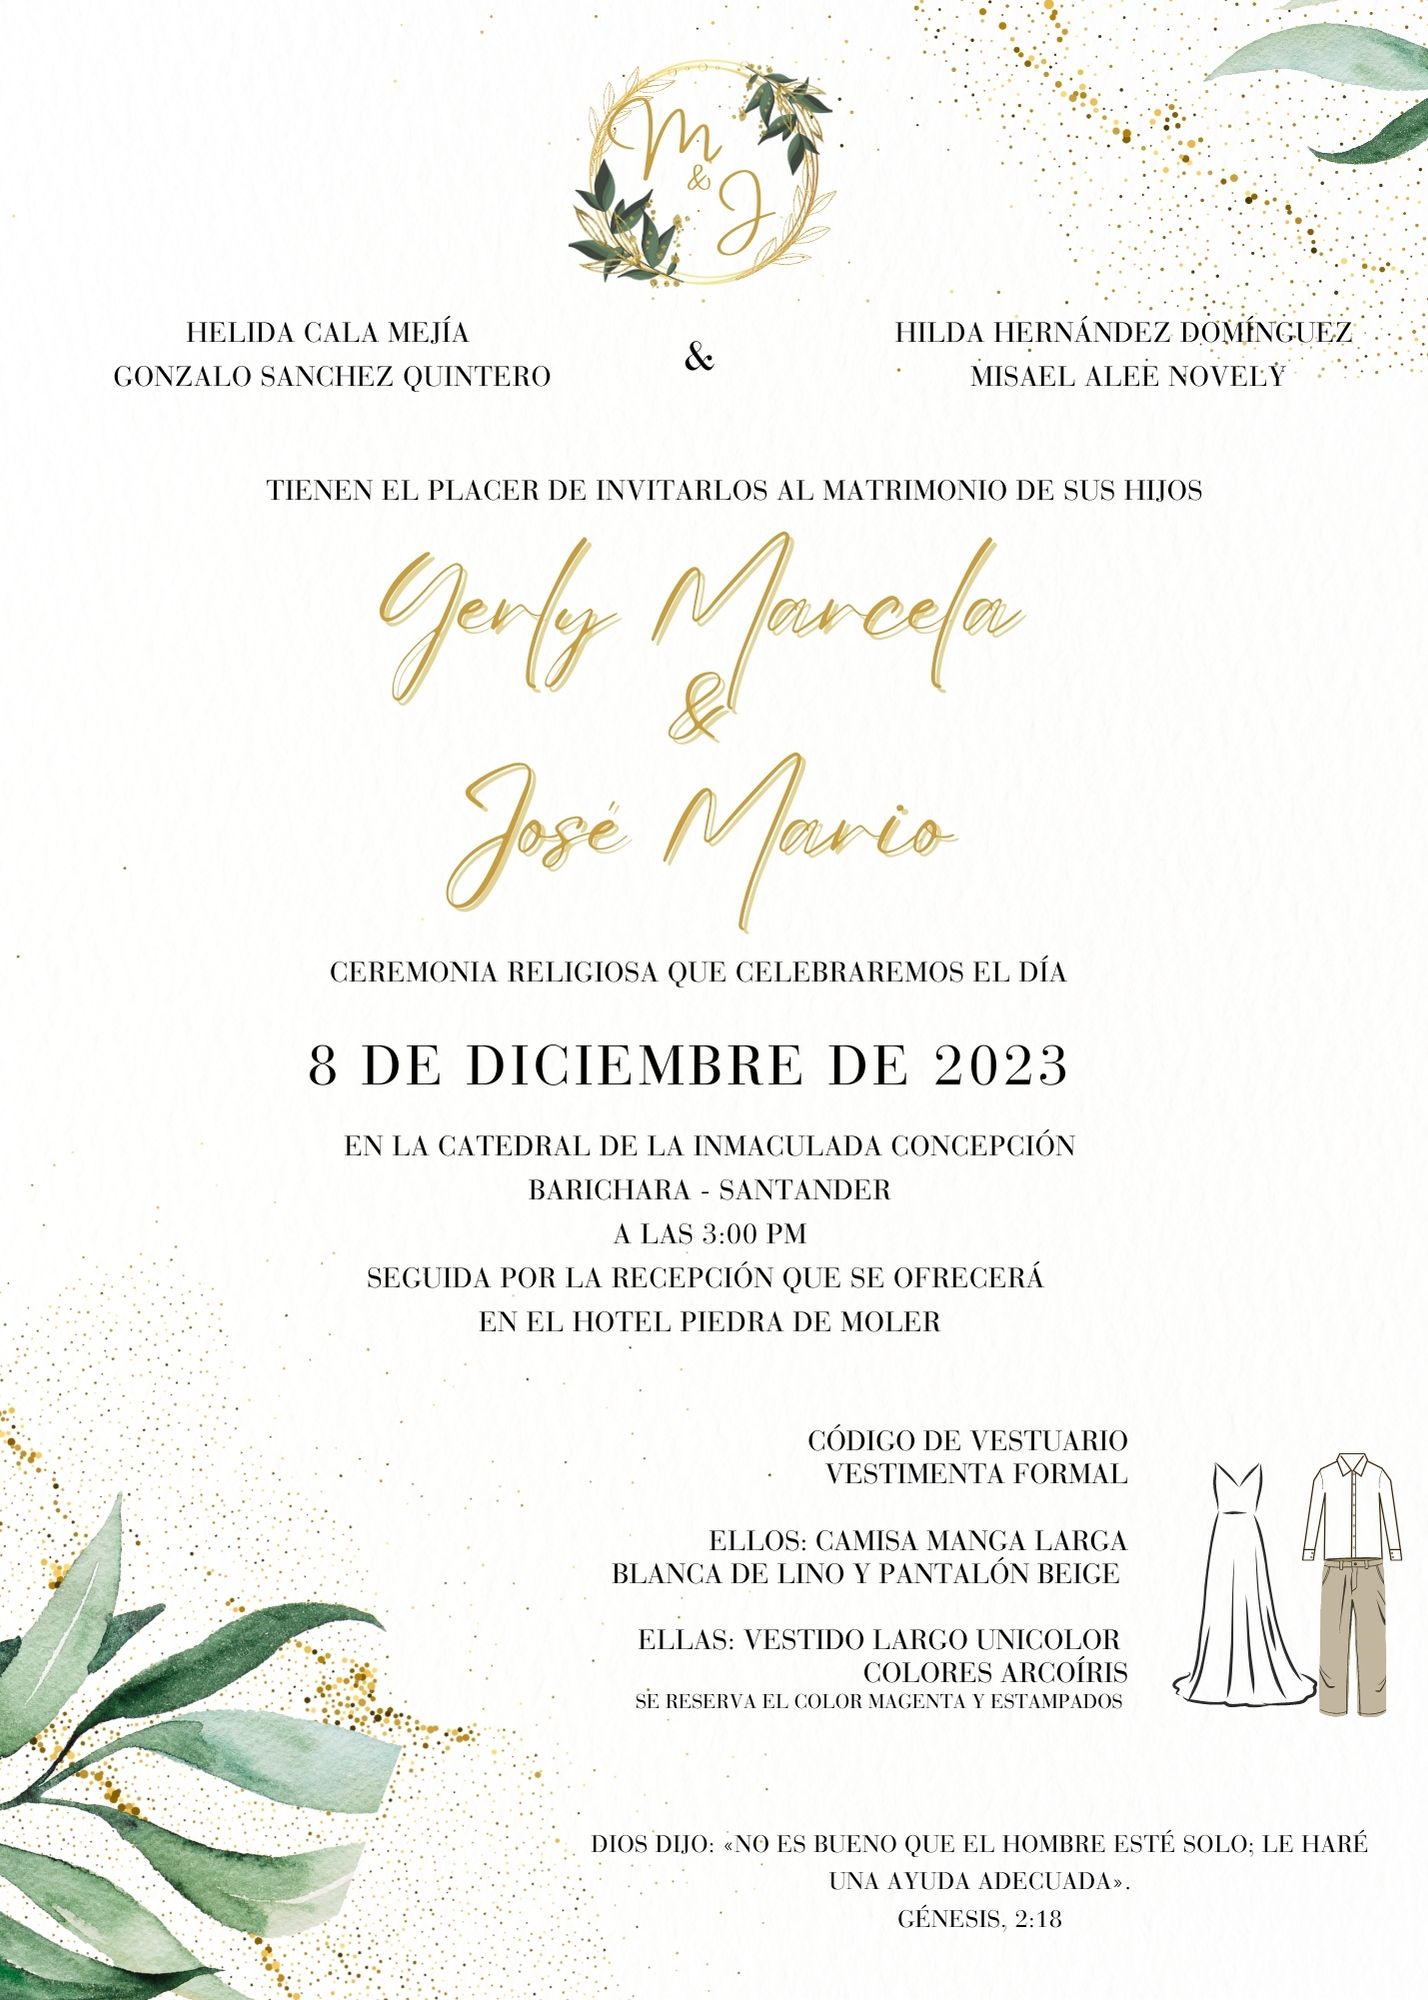 M
&
J
HELIDA CALA MEJÍA
GONZALO SANCHEZ QUINTERO
&
HILDA HERNÁNDEZ DOMÍNGUEZ
MISAEL ALEE NOVELY
TIENEN EL PLACER DE INVITARLOS AL MATRIMONIO DE SUS HIJOS
Yerly Marcela
&
José Mario
CEREMONIA RELIGIOSA QUE CELEBRAREMOS EL DÍA
8 DE DICIEMBRE DE 2023
EN LA CATEDRAL DE LA INMACULADA CONCEPCIÓN
BARICHARA - SANTANDER
A LAS 3:00 PM
SEGUIDA POR LA RECEPCIÓN QUE SE OFRECERÁ
EN EL HOTEL PIEDRA DE MOLER
CÓDIGO DE VESTUARIO
VESTIMENTA FORMAL
ELLOS: CAMISA MANGA LARGA
BLANCA DE LINO Y PANTALÓN BEIGE
ELLAS: VESTIDO LARGO UNICOLOR
COLORES ARCOÍRIS
SE RESERVA EL COLOR MAGENTA Y ESTAMPADOS
DIOS DIJO: «NO ES BUENO QUE EL HOMBRE ESTÉ SOLO; LE HARÉ
UNA AYUDA ADECUADA».
GÉNESIS, 2:18